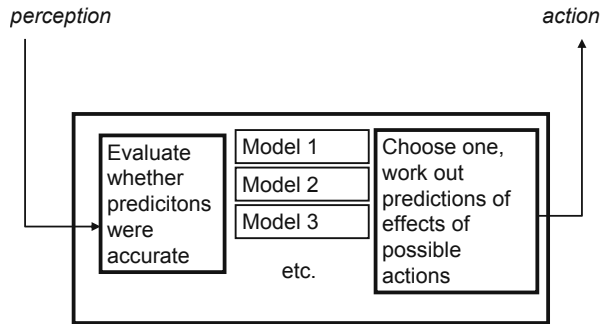 perception
action
Evaluate
whether
predicitons
were
accurate
Model 1
Model 2
Model 3
etc.
Choose one,
work out
predictions of
effects of
possible
actions